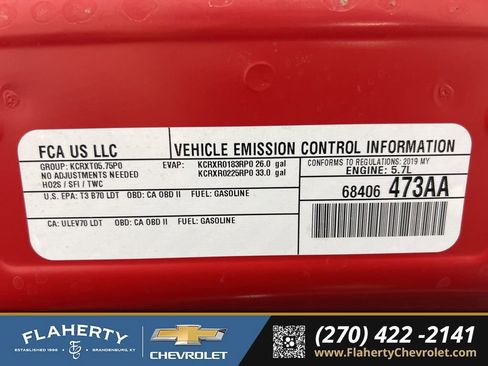 FCA US LLC
VEHICLE EMISSION CONTROL INFORMATION
GROUP: KCRXT05.75P0 EVAP: KCRXR0183RP0 26.0 gal
KCRXR0225RP0 33.0 gal
NO ADJUSTMENTS NEEDED
HO2S / SFI / TWC
CONFORMS TO REGULATIONS: 2019 MY
ENGINE: 5.7L
U.S. EPA: T3 B70 LDT OBD: CA OBD II FUEL: GASOLINE
68406 473AA
CA: ULEV70 LDT OBD: CA OBD II FUEL: GASOLINE
FLAHERTY
ESTABLISHED 1996 BRANDENBURG, KY
CHEVROLET
(270) 422 -2141
www.FlahertyChevrolet.com